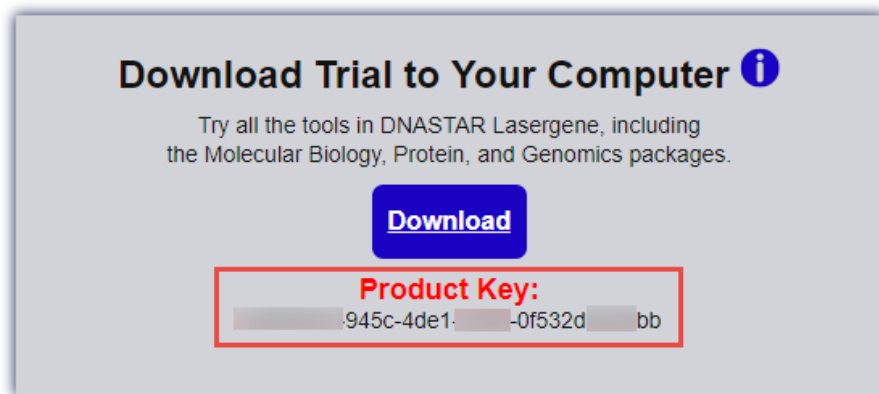 Download Trial to Your Computer
Try all the tools in DNASTAR Lasergene, including
the Molecular Biology, Protein, and Genomics packages.
Download
Product Key:
-945c-4de1- -0f532d bb